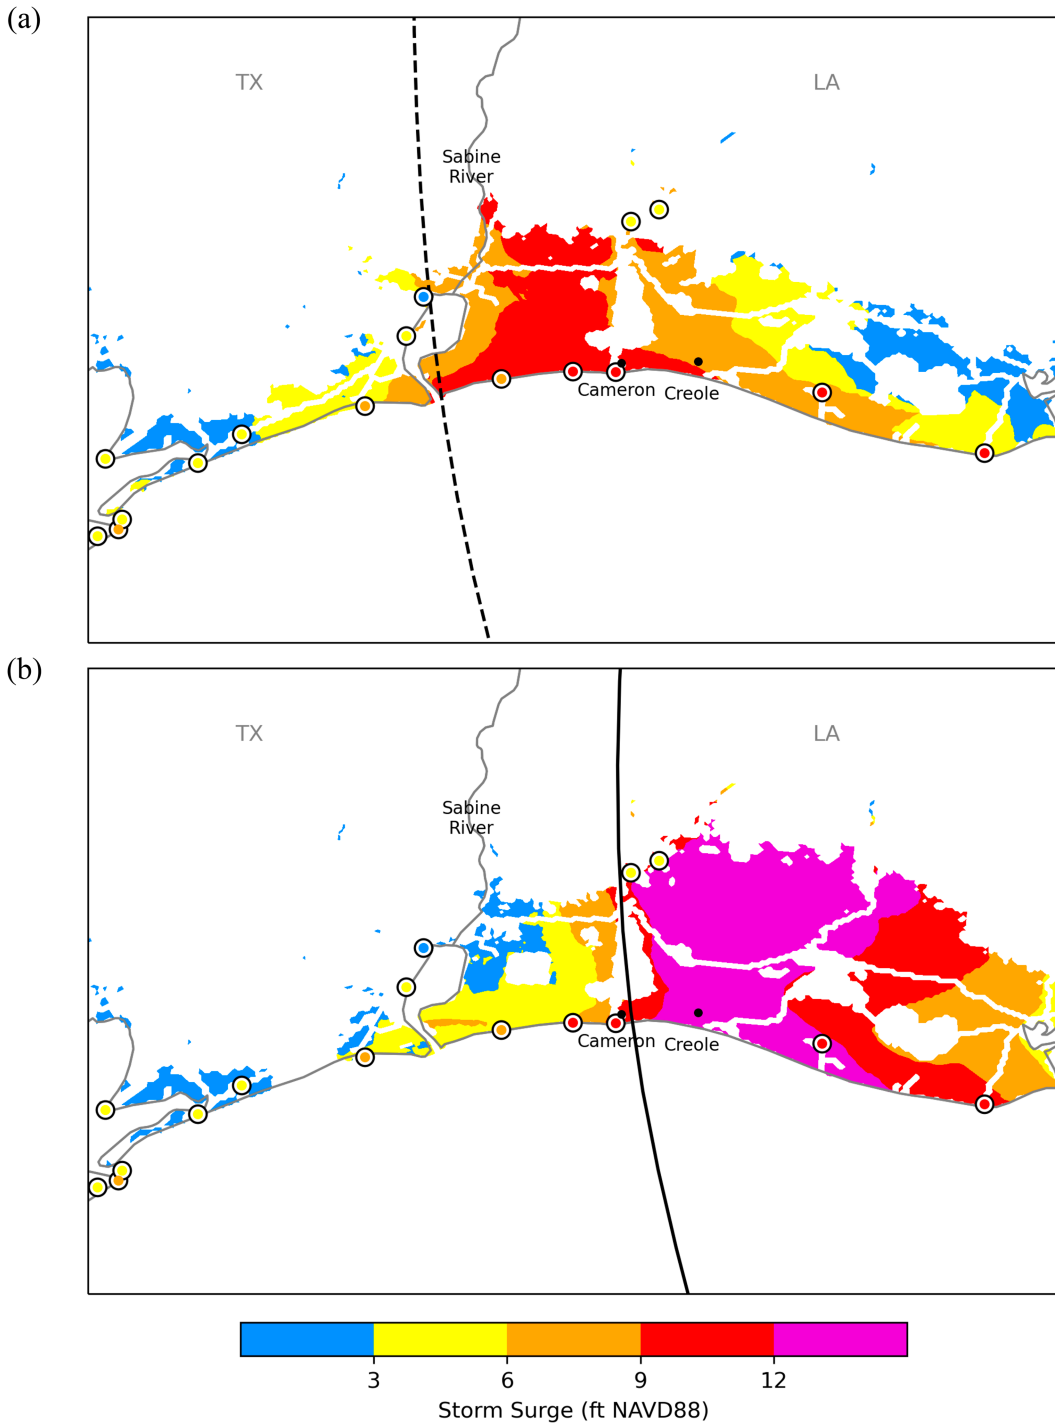 (a)
TX
LA
Sabine
River
Cameron
Creole
(b)
TX
LA
Sabine
River
Cameron
Creole
3
6
9
12
Storm Surge (ft NAVD88)